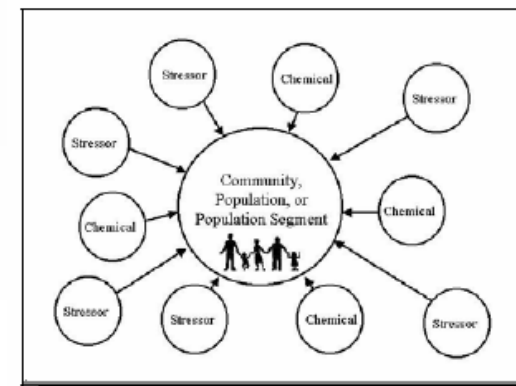 Stressor
Chemical
Stressor
Stressor
Community,
Population, or
Population Segment
Chemical
Chemical
Stressor
Stressor
Chemical
Stressor